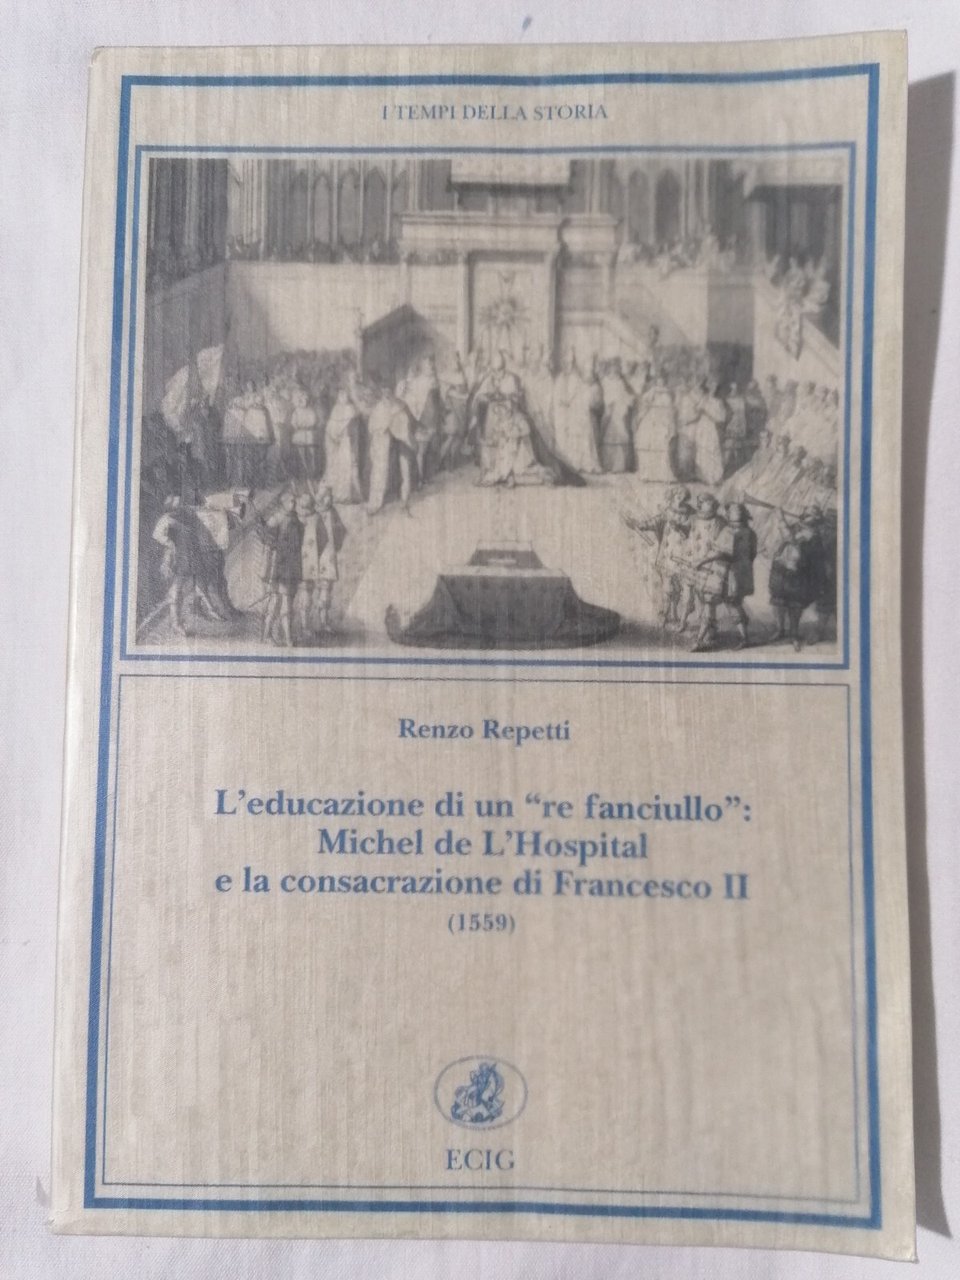 I TEMPI DELLA STORIA
Renzo Repetti
L'educazione di un “re fanciullo”:
Michel de L'Hospital
e la consacrazione di Francesco II
(1559)
ECIG